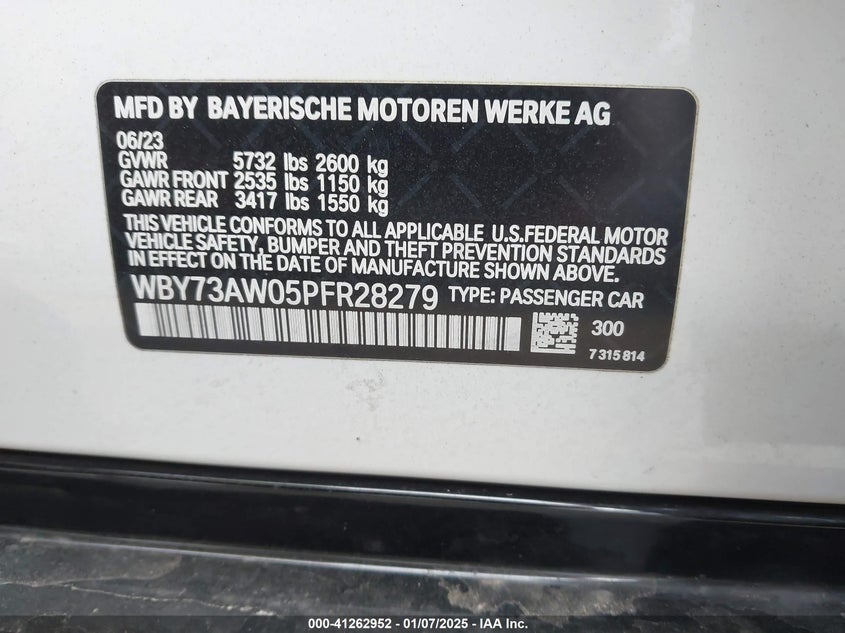 MFD BY BAYERISCHE MOTOREN WERKE AG
06/23
GVWR 5732 lbs 2600 kg
GAWR FRONT 2535 lbs 1150 kg
GAWR REAR 3417 lbs 1550 kg
THIS VEHICLE CONFORMS TO ALL APPLICABLE U.S.FEDERAL MOTOR
VEHICLE SAFETY, BUMPER AND THEFT PREVENTION STANDARDS
IN EFFECT ON THE DATE OF MANUFACTURE SHOWN ABOVE.
WBY73AW05PFR28279 TYPE: PASSENGER CAR
300
7 315 814
000-41262952 - 01/07/2025 - IAA Inc.